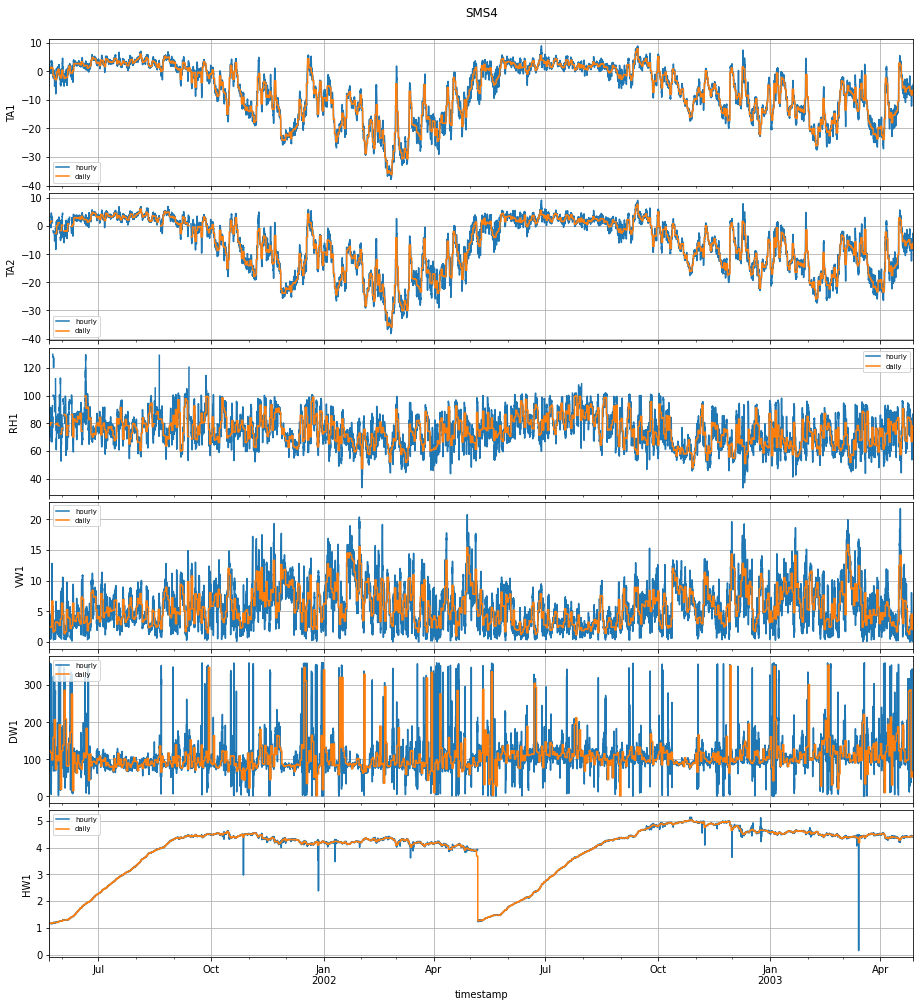 SMS4
10
0
−10
−20
−30
−40
TA1
hourly
daily
10
0
−10
−20
−30
−40
TA2
hourly
daily
120
100
80
60
40
RH1
hourly
daily
20
15
10
5
0
VW1
hourly
daily
300
200
100
0
DW1
hourly
daily
5
4
3
2
1
0
HW1
hourly
daily
Jul Oct Jan Apr Jul Oct Jan Apr
2002 2003
timestamp